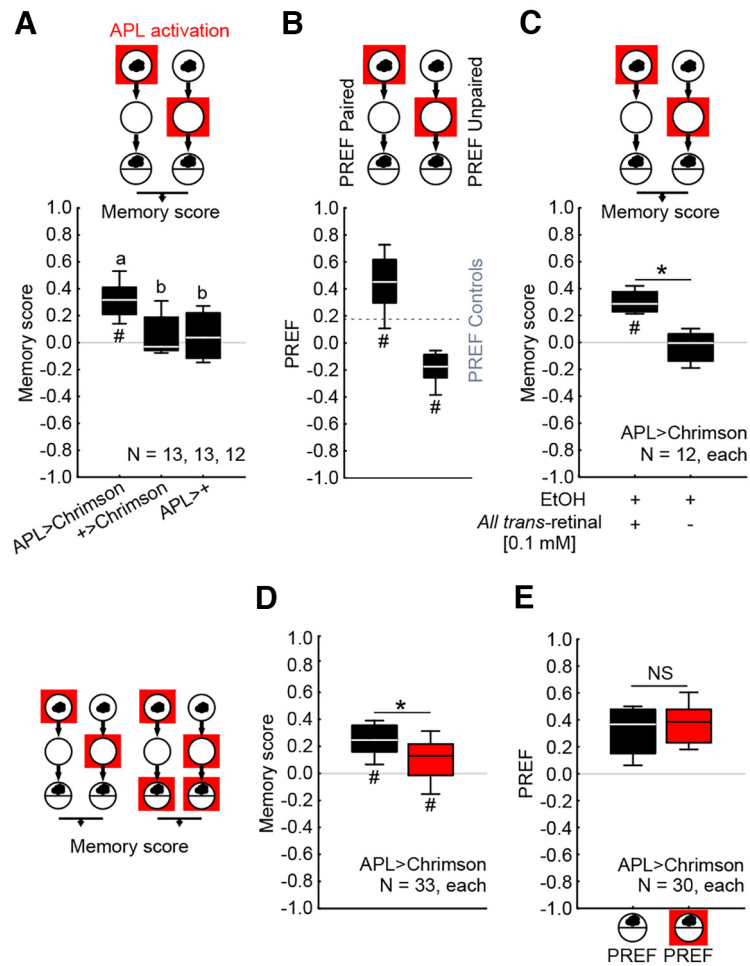 A
APL activation
Memory score
Memory score
1.0
0.8
0.6
0.4
0.2
0.0
-0.2
-0.4
-0.6
-0.8
-1.0
a
b
b
#
N = 13, 13, 12
APL>Chrimson
+>Chrimson
APL>+
B
PREF Paired
PREF Unpaired
PREF
1.0
0.8
0.6
0.4
0.2
0.0
-0.2
-0.4
-0.6
-0.8
-1.0
#
#
PREF Controls
C
Memory score
Memory score
1.0
0.8
0.6
0.4
0.2
0.0
-0.2
-0.4
-0.6
-0.8
-1.0
*
#
APL>Chrimson
N = 12, each
EtOH + +
All trans-retinal + -
[0.1 mM]
Memory score
D
Memory score
1.0
0.8
0.6
0.4
0.2
0.0
-0.2
-0.4
-0.6
-0.8
-1.0
*
#
#
APL>Chrimson
N = 33, each
E
PREF
1.0
0.8
0.6
0.4
0.2
0.0
-0.2
-0.4
-0.6
-0.8
-1.0
NS
APL>Chrimson
N = 30, each
PREF PREF